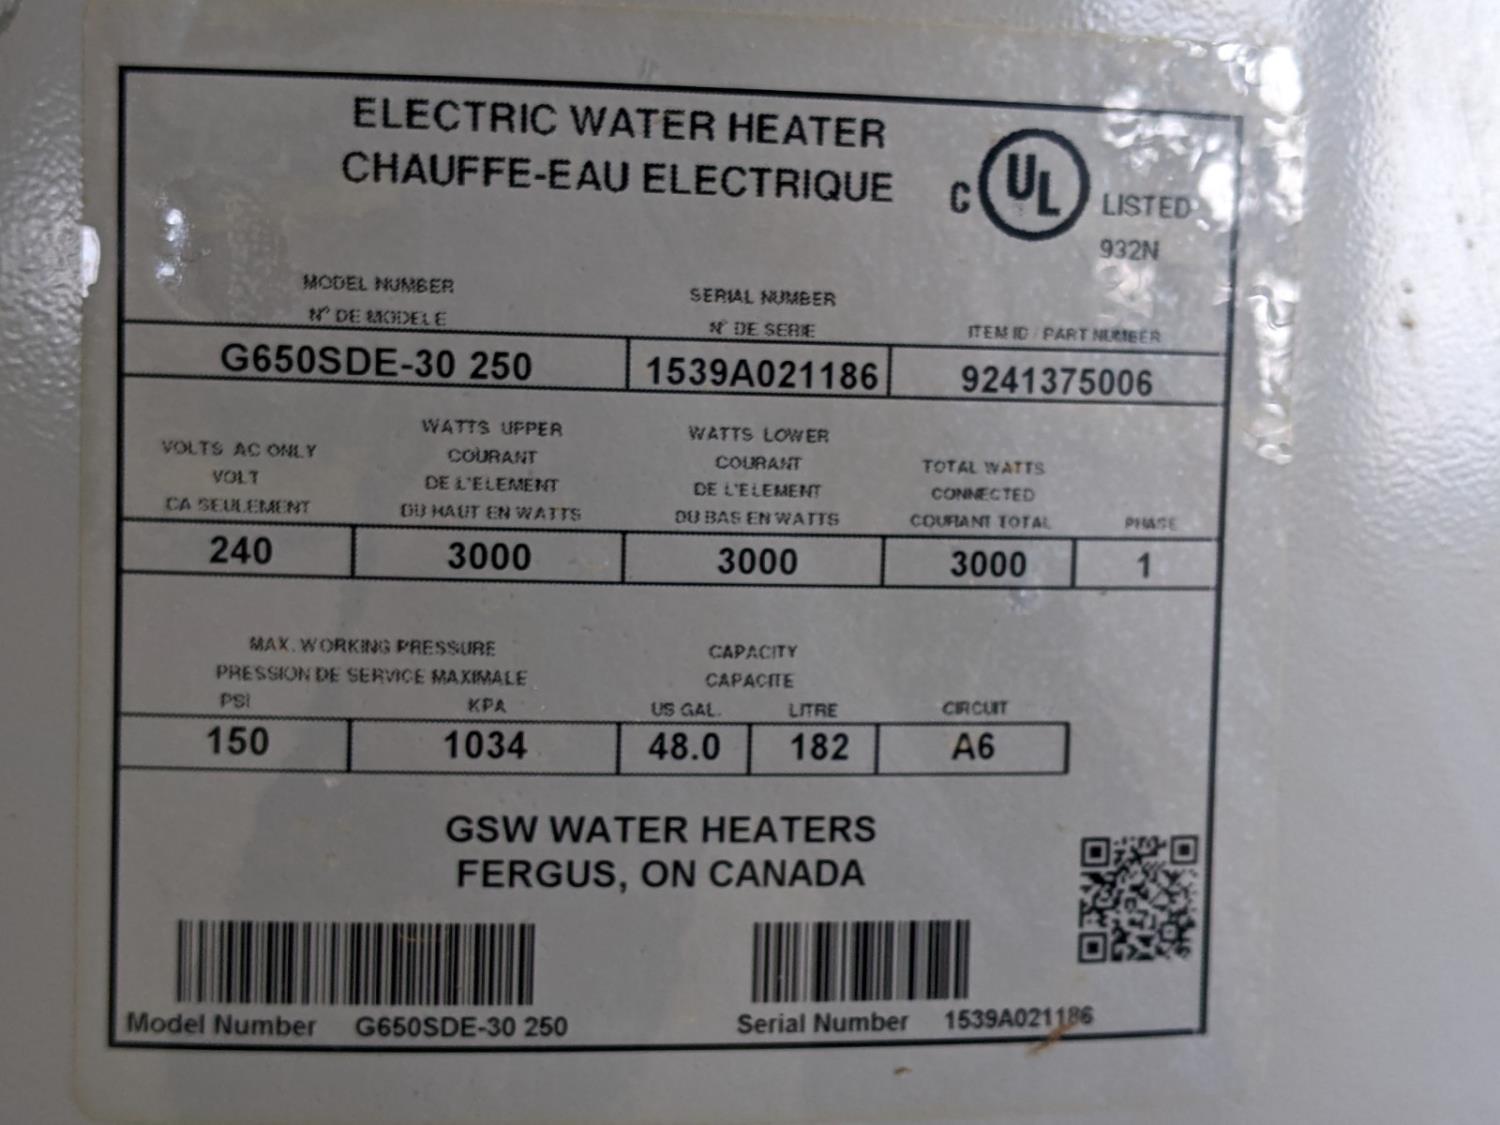 ELECTRIC WATER HEATER
CHAUFFE-EAU ELECTRIQUE
C UL LISTED
932N
MODEL NUMBER
N° DE MODELE
SERIAL NUMBER
N° DE SERIE
ITEM ID / PART NUMBER
G650SDE-30 250 1539A021186 9241375006
VOLTS AC ONLY
VOLT
CA SEULEMENT
WATTS UPPER
COURANT
DE L'ELEMENT
DU HAUT EN WATTS
WATTS LOWER
COURANT
DE L'ELEMENT
DU BAS EN WATTS
TOTAL WATTS
CONNECTED
COURANT TOTAL
PHASE
240 3000 3000 3000 1
MAX. WORKING PRESSURE
PRESSION DE SERVICE MAXIMALE
PSI KPA
CAPACITY
CAPACITE
US GAL. LITRE
CIRCUIT
150 1034 48.0 182 A6
GSW WATER HEATERS
FERGUS, ON CANADA
Model Number G650SDE-30 250
Serial Number 1539A021186